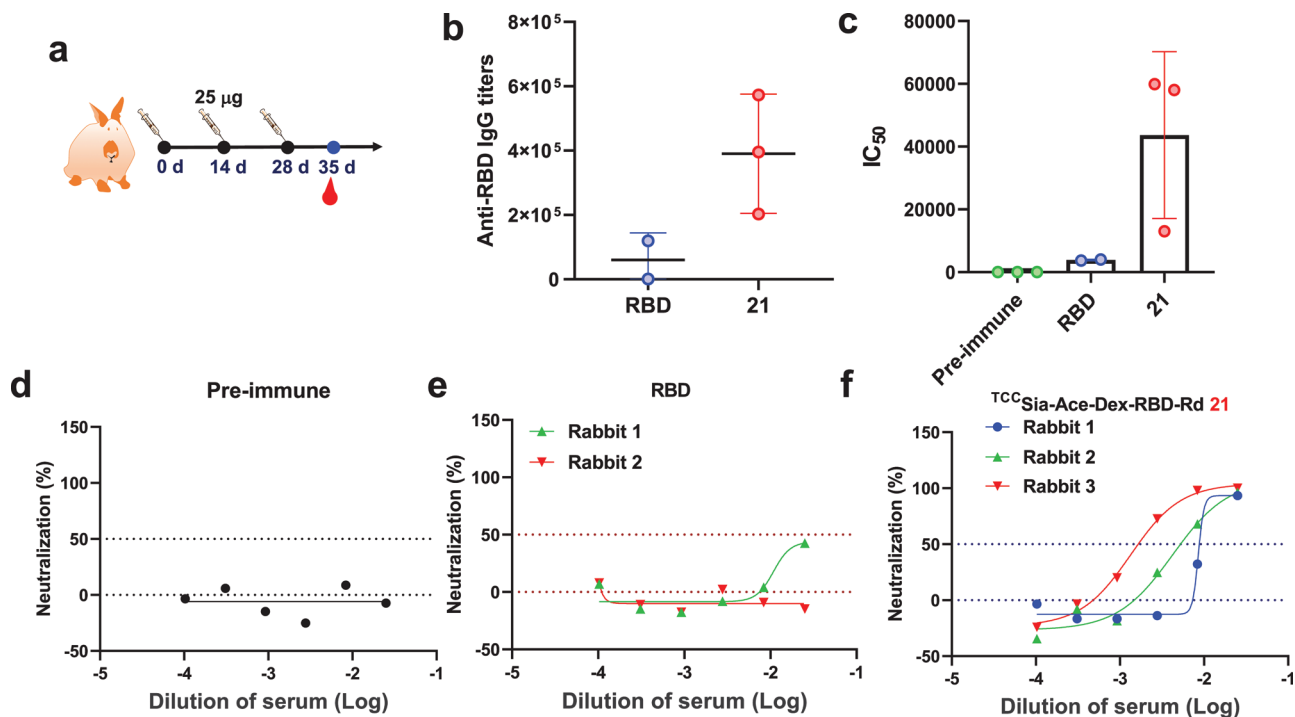 a
25 µg
0 d 14 d 28 d 35 d
b
Anti-RBD IgG titers
8×10⁵
6×10⁵
4×10⁵
2×10⁵
0
RBD 21
c
IC₅₀
80000
60000
40000
20000
0
Pre-immune RBD 21
d
Pre-immune
Neutralization (%)
150
100
50
0
-50
-5 -4 -3 -2 -1
Dilution of serum (Log)
e
RBD
Rabbit 1
Rabbit 2
Neutralization (%)
150
100
50
0
-50
-5 -4 -3 -2 -1
Dilution of serum (Log)
f
ᵀᶜᶜSia-Ace-Dex-RBD-Rd 21
Rabbit 1
Rabbit 2
Rabbit 3
Neutralization (%)
150
100
50
0
-50
-5 -4 -3 -2 -1
Dilution of serum (Log)